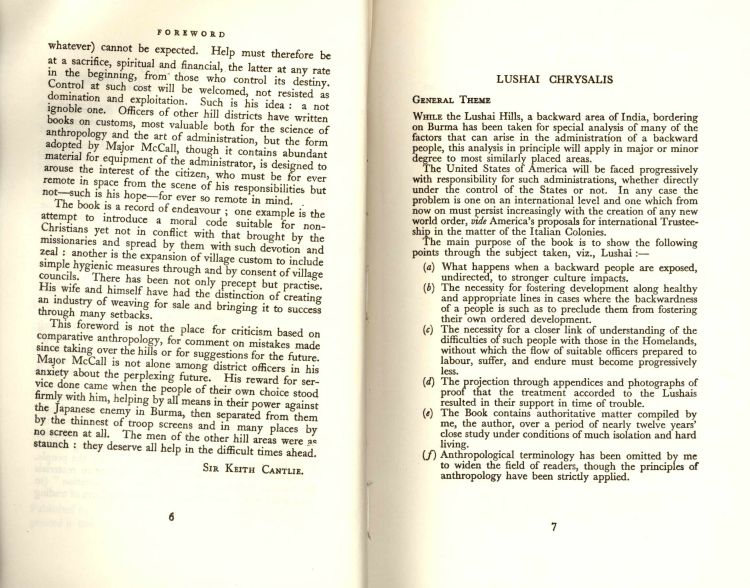 FOREWORD
whatever) cannot be expected. Help must therefore be
at a sacrifice, spiritual and financial, the latter at any rate
in the beginning, from those who control its destiny.
Control at such cost will be welcomed, not resisted as
domination and exploitation. Such is his idea : a not
ignoble one. Officers of other hill districts have written
books on customs, most valuable both for the science of
anthropology and the art of administration, but the form
adopted by Major McCall, though it contains abundant
material for equipment of the administrator, is designed to
arouse the interest of the citizen, who must be for ever
remote in space from the scene of his responsibilities but
not—such is his hope—for ever so remote in mind.
The book is a record of endeavour ; one example is the
attempt to introduce a moral code suitable for non-
Christians yet not in conflict with that brought by the
missionaries and spread by them with such devotion and
zeal : another is the expansion of village custom to include
simple hygienic measures through and by consent of village
councils. There has been not only precept but practise.
His wife and himself have had the distinction of creating
an industry of weaving for sale and bringing it to success
through many setbacks.
This foreword is not the place for criticism based on
comparative anthropology, for comment on mistakes made
since taking over the hills or for suggestions for the future.
Major McCall is not alone among district officers in his
anxiety about the perplexing future. His reward for ser-
vice done came when the people of their own choice stood
firmly with him, helping by all means in their power against
the Japanese enemy in Burma, then separated from them
by the thinnest of troop screens and in many places by
no screen at all. The men of the other hill areas were as
staunch : they deserve all help in the difficult times ahead.
SIR KEITH CANTLIE.
6
LUSHAI CHRYSALIS
GENERAL THEME
WHILE the Lushai Hills, a backward area of India, bordering
on Burma has been taken for special analysis of many of the
factors that can arise in the administration of a backward
people, this analysis in principle will apply in major or minor
degree to most similarly placed areas.
The United States of America will be faced progressively
with responsibility for such administrations, whether directly
under the control of the States or not. In any case the
problem is one on an international level and one which from
now on must persist increasingly with the creation of any new
world order, vide America's proposals for international Trustee-
ship in the matter of the Italian Colonies.
The main purpose of the book is to show the following
points through the subject taken, viz., Lushai :—
(a) What happens when a backward people are exposed,
undirected, to stronger culture impacts.
(b) The necessity for fostering development along healthy
and appropriate lines in cases where the backwardness
of a people is such as to preclude them from fostering
their own ordered development.
(c) The necessity for a closer link of understanding of the
difficulties of such people with those in the Homelands,
without which the flow of suitable officers prepared to
labour, suffer, and endure must become progressively
less.
(d) The projection through appendices and photographs of
proof that the treatment accorded to the Lushais
resulted in their support in time of trouble.
(e) The Book contains authoritative matter compiled by
me, the author, over a period of nearly twelve years'
close study under conditions of much isolation and hard
living.
(f) Anthropological terminology has been omitted by me
to widen the field of readers, though the principles of
anthropology have been strictly applied.
7